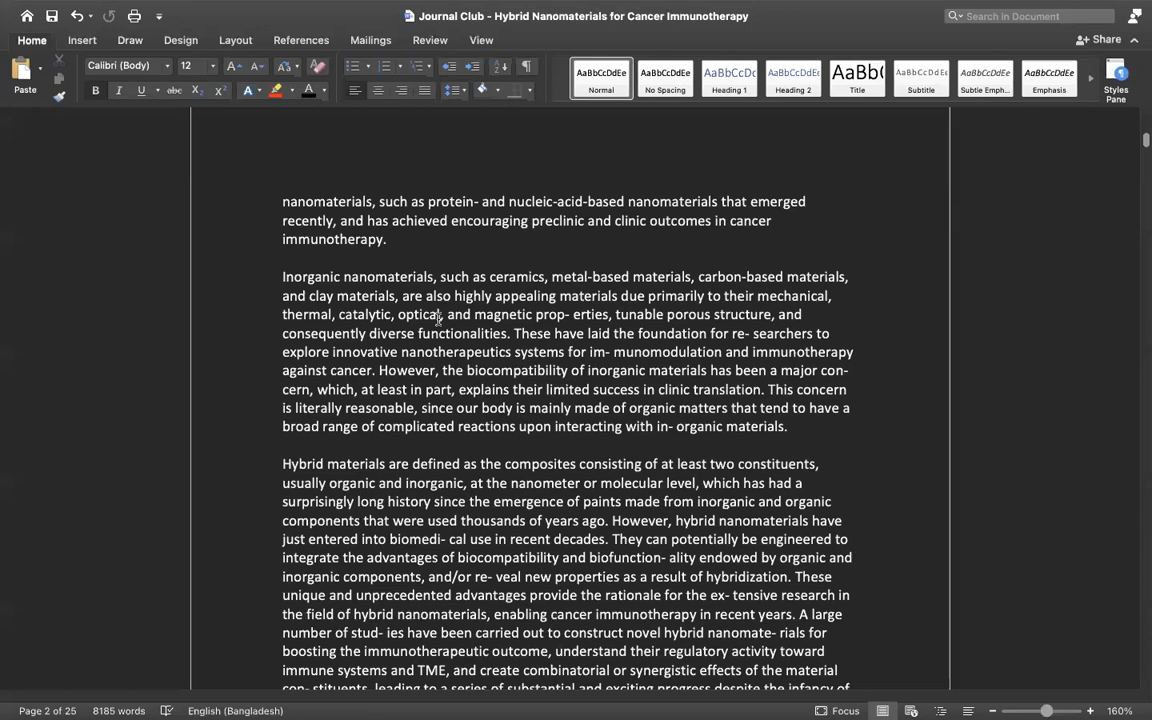 Journal Club - Hybrid Nanomaterials for Cancer Immunotherapy
Search in Document
Home Insert Draw Design Layout References Mailings Review View
Share
Paste
Calibri (Body) 12
AaBbCcDdEe AaBbCcDdEe AaBbCcDc AaBbCcDdEe AaBb( AaBbCcDdEe AaBbCcDdEe AaBbCcDdEe
Normal No Spacing Heading 1 Heading 2 Title Subtitle Subtle Emph... Emphasis
Styles
Pane
nanomaterials, such as protein- and nucleic-acid-based nanomaterials that emerged
recently, and has achieved encouraging preclinic and clinic outcomes in cancer
immunotherapy.
Inorganic nanomaterials, such as ceramics, metal-based materials, carbon-based materials,
and clay materials, are also highly appealing materials due primarily to their mechanical,
thermal, catalytic, optical, and magnetic prop- erties, tunable porous structure, and
consequently diverse functionalities. These have laid the foundation for re- searchers to
explore innovative nanotherapeutics systems for im- munomodulation and immunotherapy
against cancer. However, the biocompatibility of inorganic materials has been a major con-
cern, which, at least in part, explains their limited success in clinic translation. This concern
is literally reasonable, since our body is mainly made of organic matters that tend to have a
broad range of complicated reactions upon interacting with in- organic materials.
Hybrid materials are defined as the composites consisting of at least two constituents,
usually organic and inorganic, at the nanometer or molecular level, which has had a
surprisingly long history since the emergence of paints made from inorganic and organic
components that were used thousands of years ago. However, hybrid nanomaterials have
just entered into biomedi- cal use in recent decades. They can potentially be engineered to
integrate the advantages of biocompatibility and biofunction- ality endowed by organic and
inorganic components, and/or re- veal new properties as a result of hybridization. These
unique and unprecedented advantages provide the rationale for the ex- tensive research in
the field of hybrid nanomaterials, enabling cancer immunotherapy in recent years. A large
number of stud- ies have been carried out to construct novel hybrid nanomate- rials for
boosting the immunotherapeutic outcome, understand their regulatory activity toward
immune systems and TME, and create combinatorial or synergistic effects of the material
con- stituents, leading to a series of substantial and exciting progress despite the infancy of
Page 2 of 25 8185 words English (Bangladesh) Focus 160%